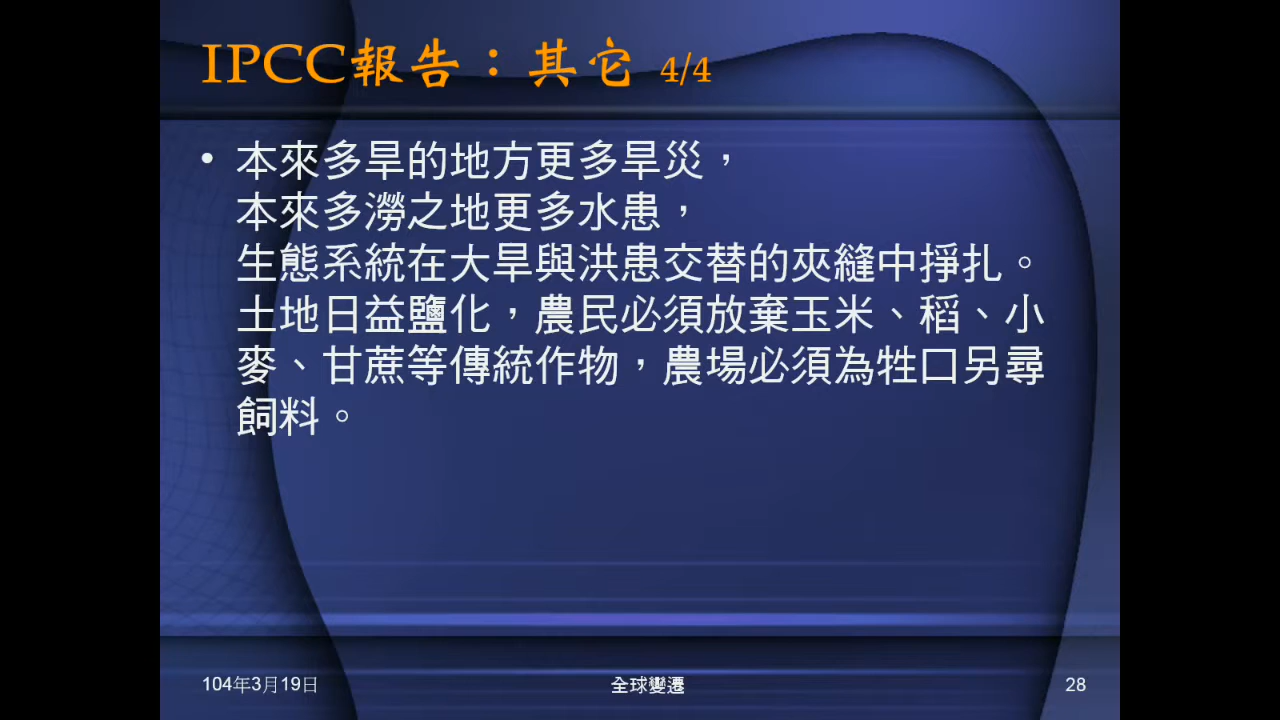 IPCC報告：其它 4/4
• 本來多旱的地方更多旱災，
本來多澇之地更多水患，
生態系統在大旱與洪患交替的夾縫中掙扎。
土地日益鹽化，農民必須放棄玉米、稻、小
麥、甘蔗等傳統作物，農場必須為牲口另尋
飼料。
104年3月19日
全球變遷
28